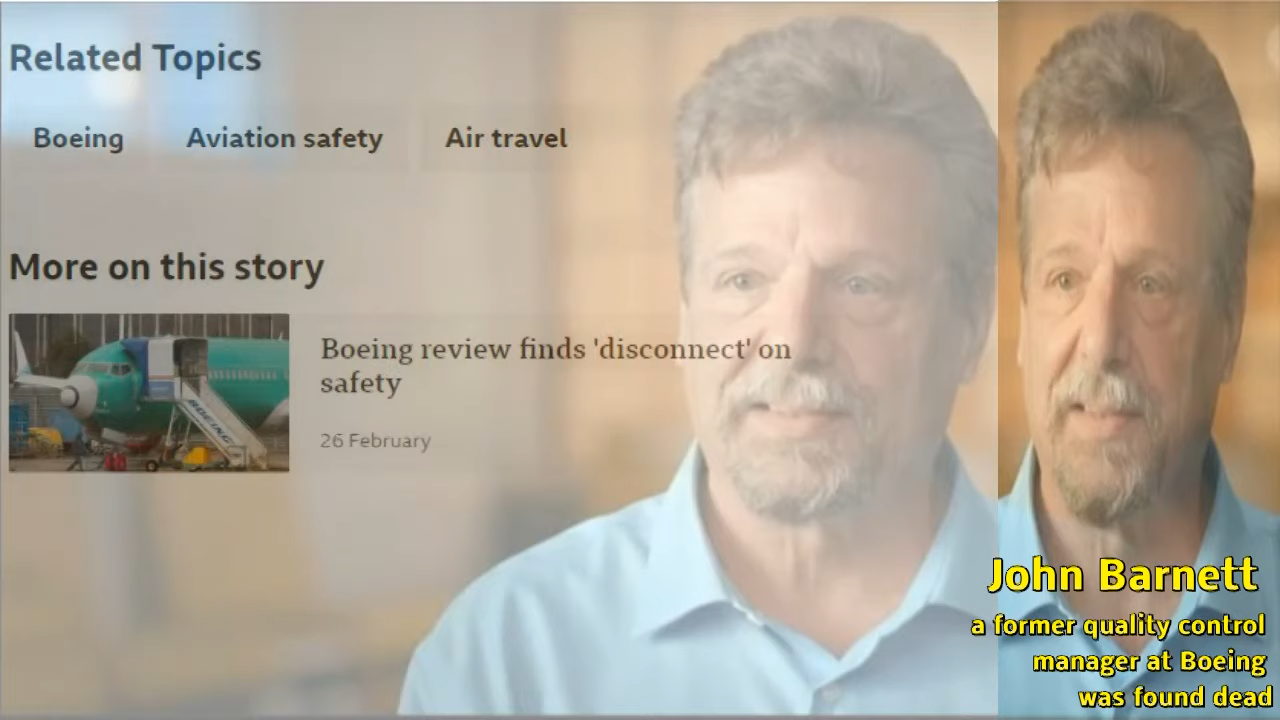 Related Topics
Boeing
Aviation safety
Air travel
More on this story
Boeing review finds 'disconnect' on
safety
26 February
BOEING
John Barnett
a former quality control
manager at Boeing
was found dead